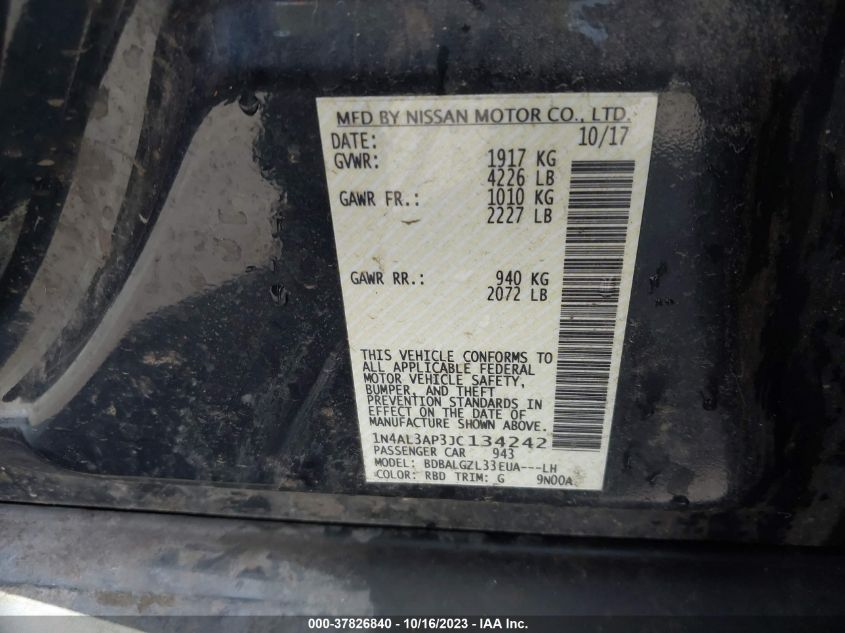 MFD BY NISSAN MOTOR CO., LTD.
DATE: 10/17
GVWR: 1917 KG
4226 LB
GAWR FR.: 1010 KG
2227 LB
GAWR RR.: 940 KG
2072 LB
THIS VEHICLE CONFORMS TO
ALL APPLICABLE FEDERAL
MOTOR VEHICLE SAFETY,
BUMPER, AND THEFT
PREVENTION STANDARDS IN
EFFECT ON THE DATE OF
MANUFACTURE SHOWN ABOVE.
1N4AL3AP3JC134242
PASSENGER CAR 943
MODEL: BDBALGZL33EUA---LH
COLOR: RBD TRIM: G 9N00A
000-37826840 - 10/16/2023 - IAA Inc.